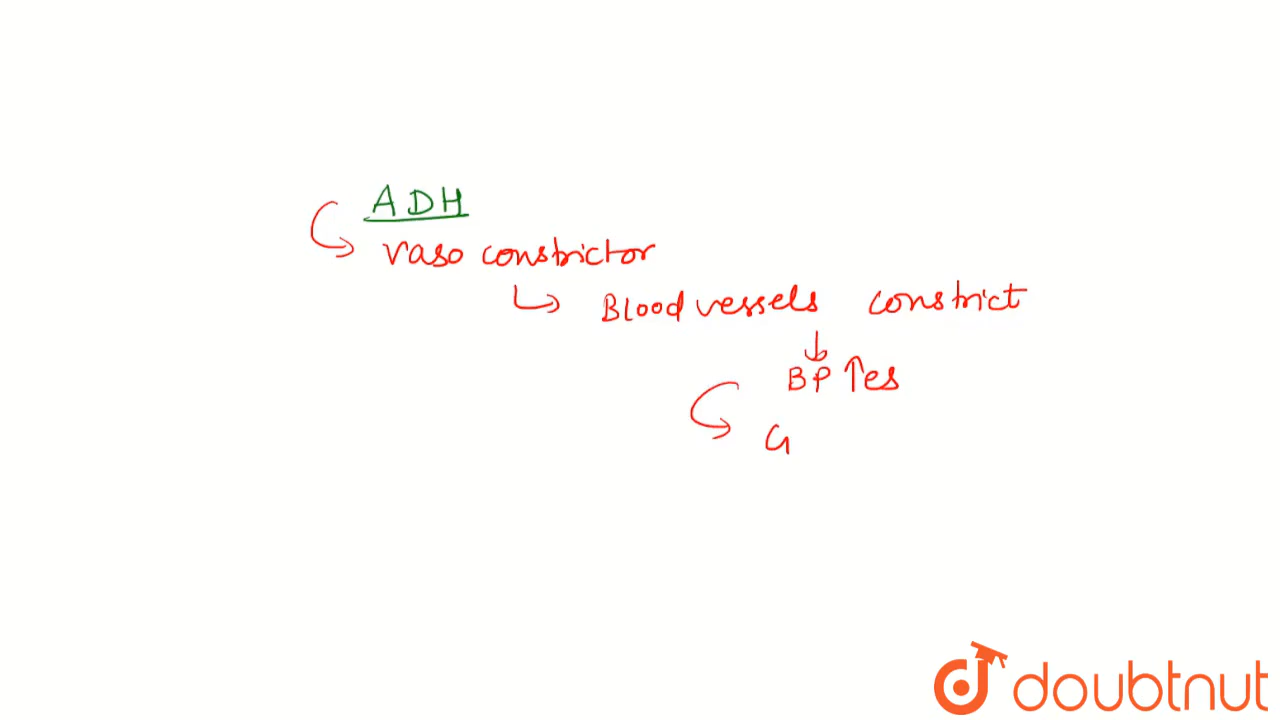 ADH
Vaso constrictor
Blood vessels constrict
BP ↑es
G
doubtnut